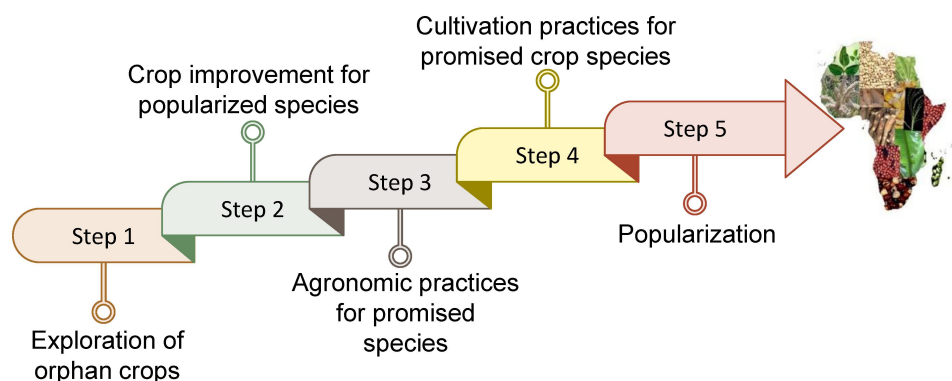 Step 1
Exploration of
orphan crops
Step 2
Crop improvement for
popularized species
Step 3
Agronomic practices
for promised
species
Step 4
Cultivation practices for
promised crop species
Step 5
Popularization